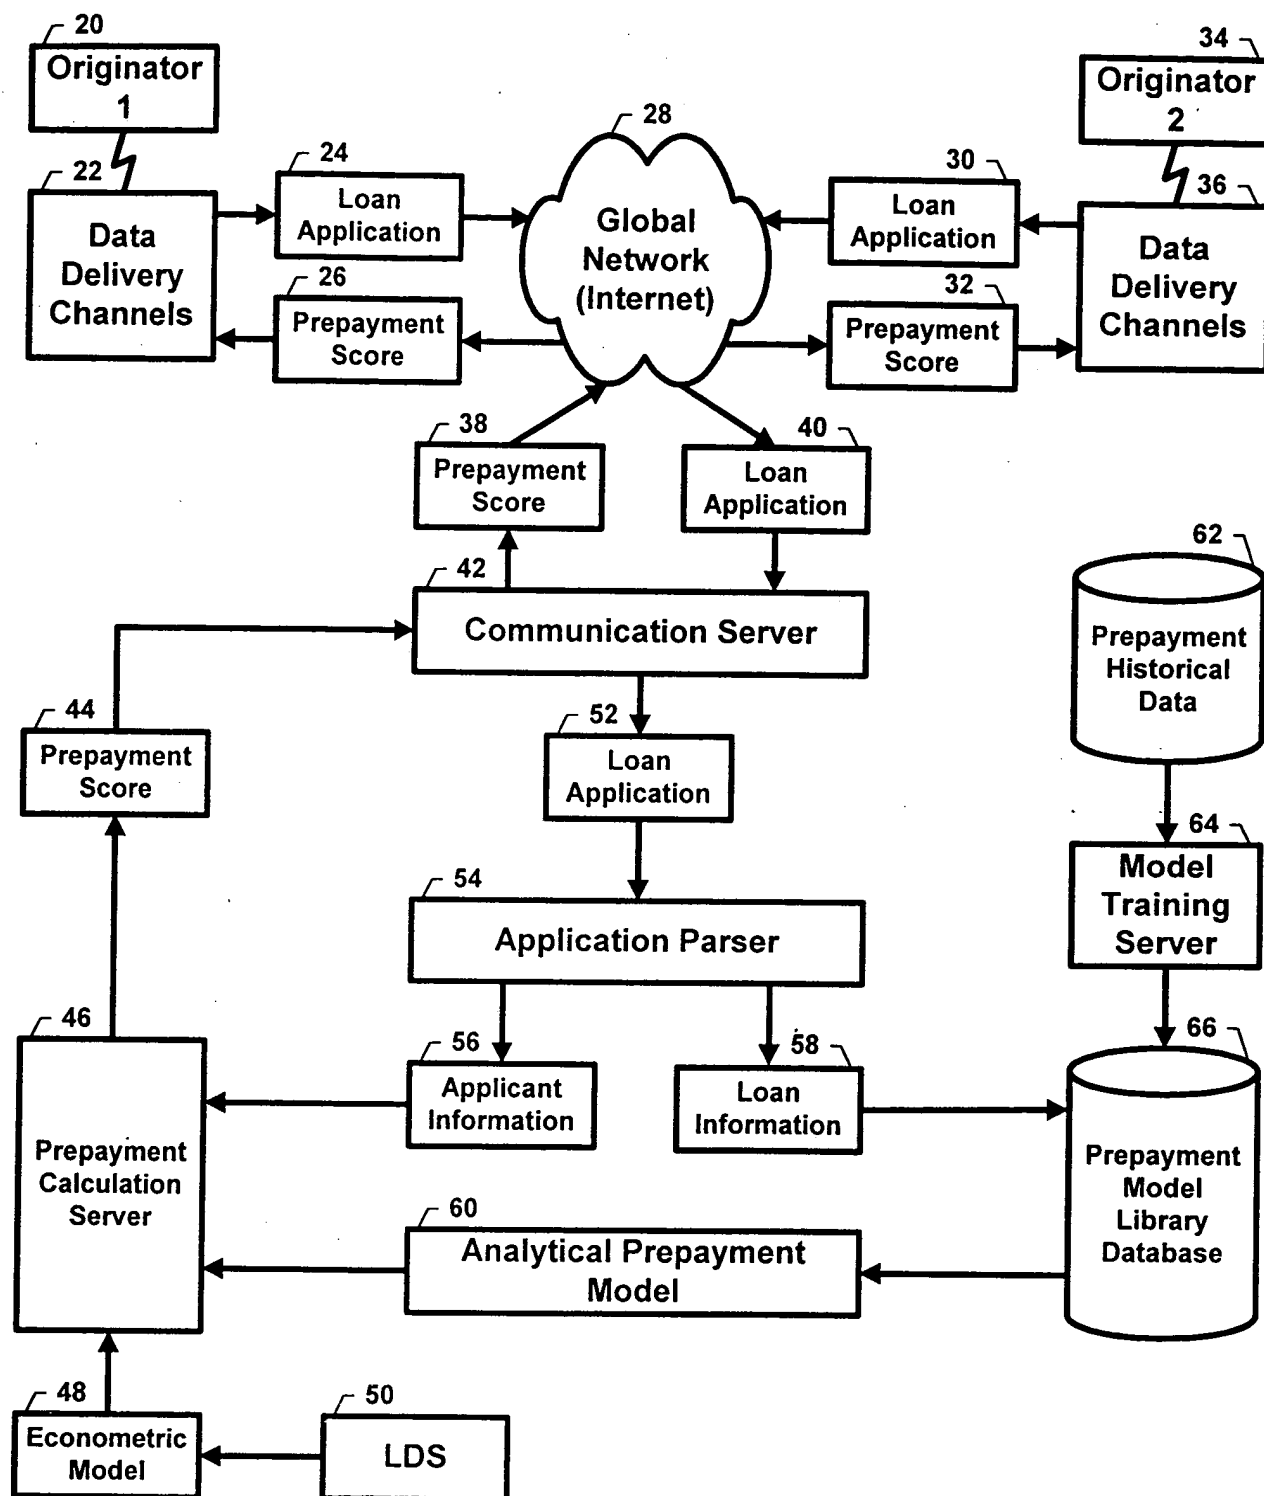 20
Originator
1
34
Originator
2
28
Global
Network
(Internet)
22
Data
Delivery
Channels
24
Loan
Application
26
Prepayment
Score
30
Loan
Application
32
Prepayment
Score
36
Data
Delivery
Channels
38
Prepayment
Score
40
Loan
Application
42
Communication Server
62
Prepayment
Historical
Data
44
Prepayment
Score
52
Loan
Application
64
Model
Training
Server
54
Application Parser
46
Prepayment
Calculation
Server
56
Applicant
Information
58
Loan
Information
66
Prepayment
Model
Library
Database
60
Analytical Prepayment
Model
48
Econometric
Model
50
LDS